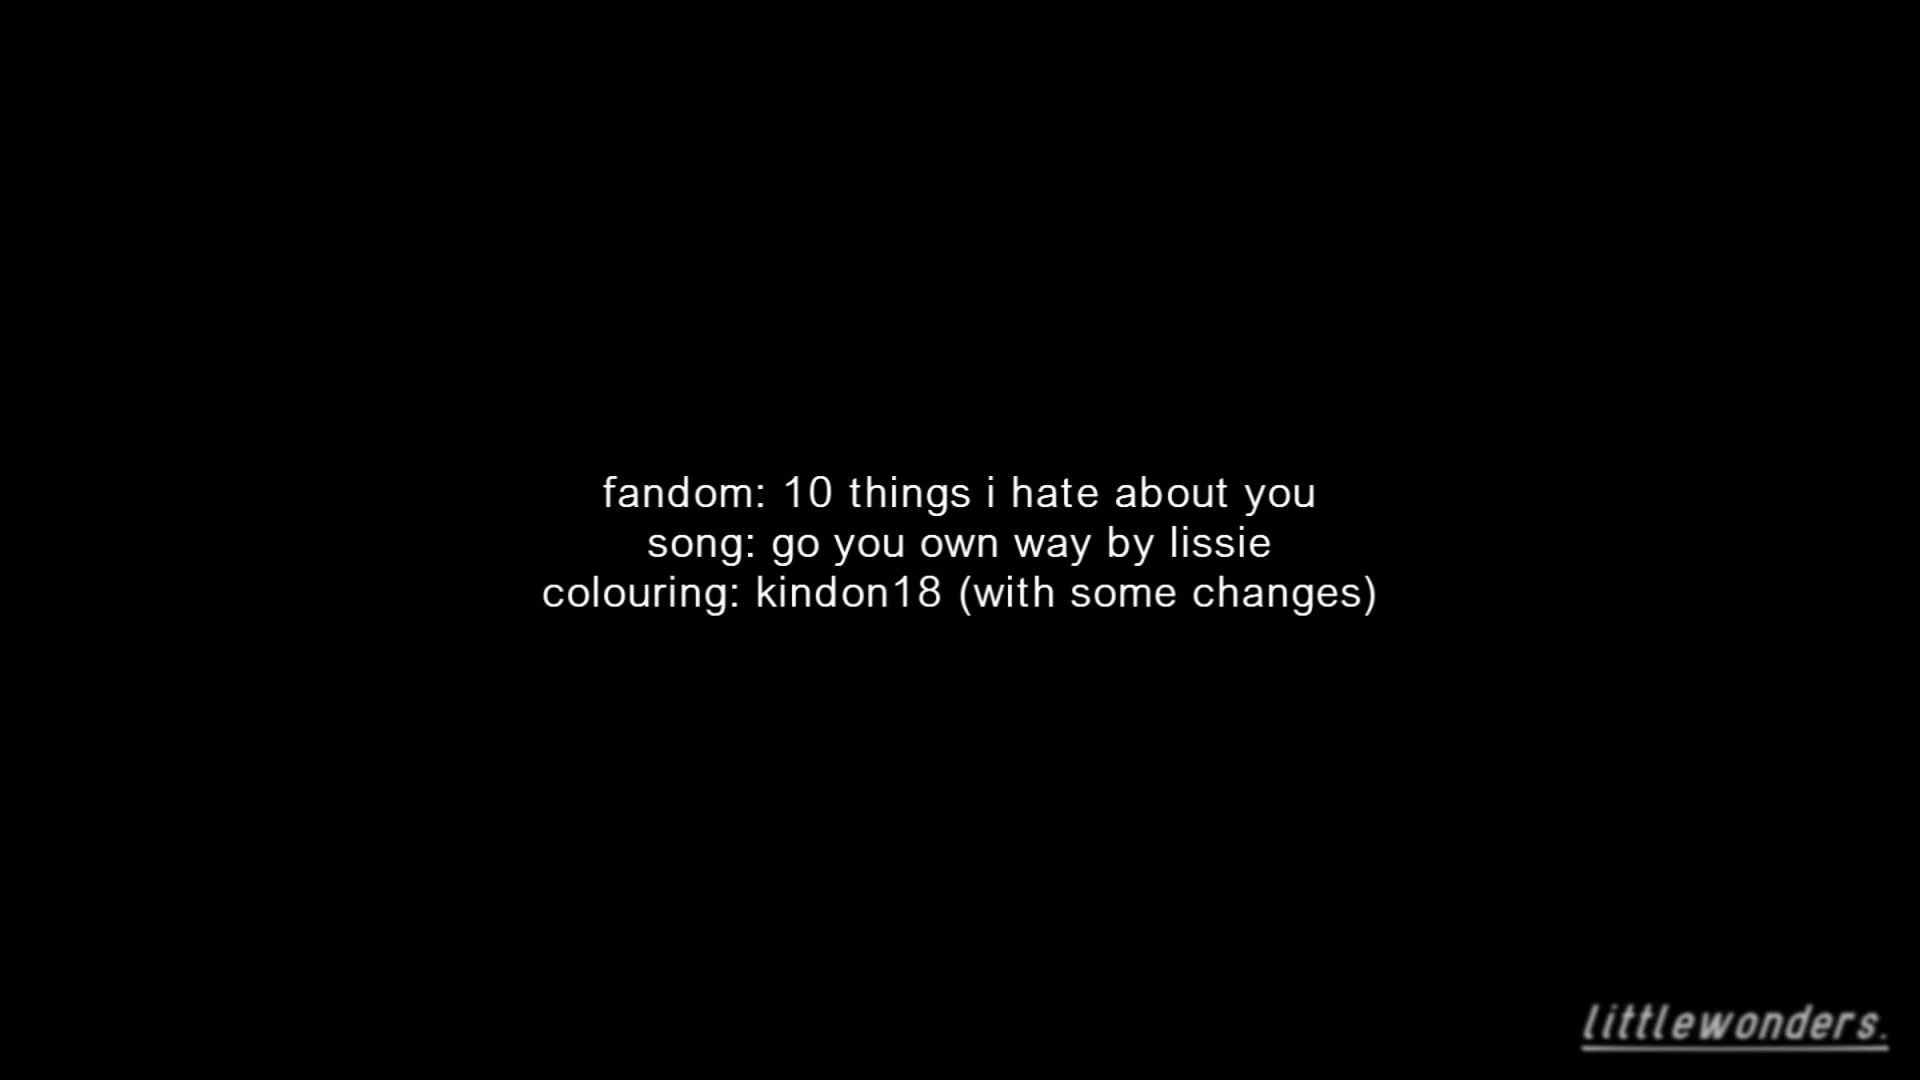 fandom: 10 things i hate about you
song: go you own way by lissie
colouring: kindon18 (with some changes)
littlewonders.